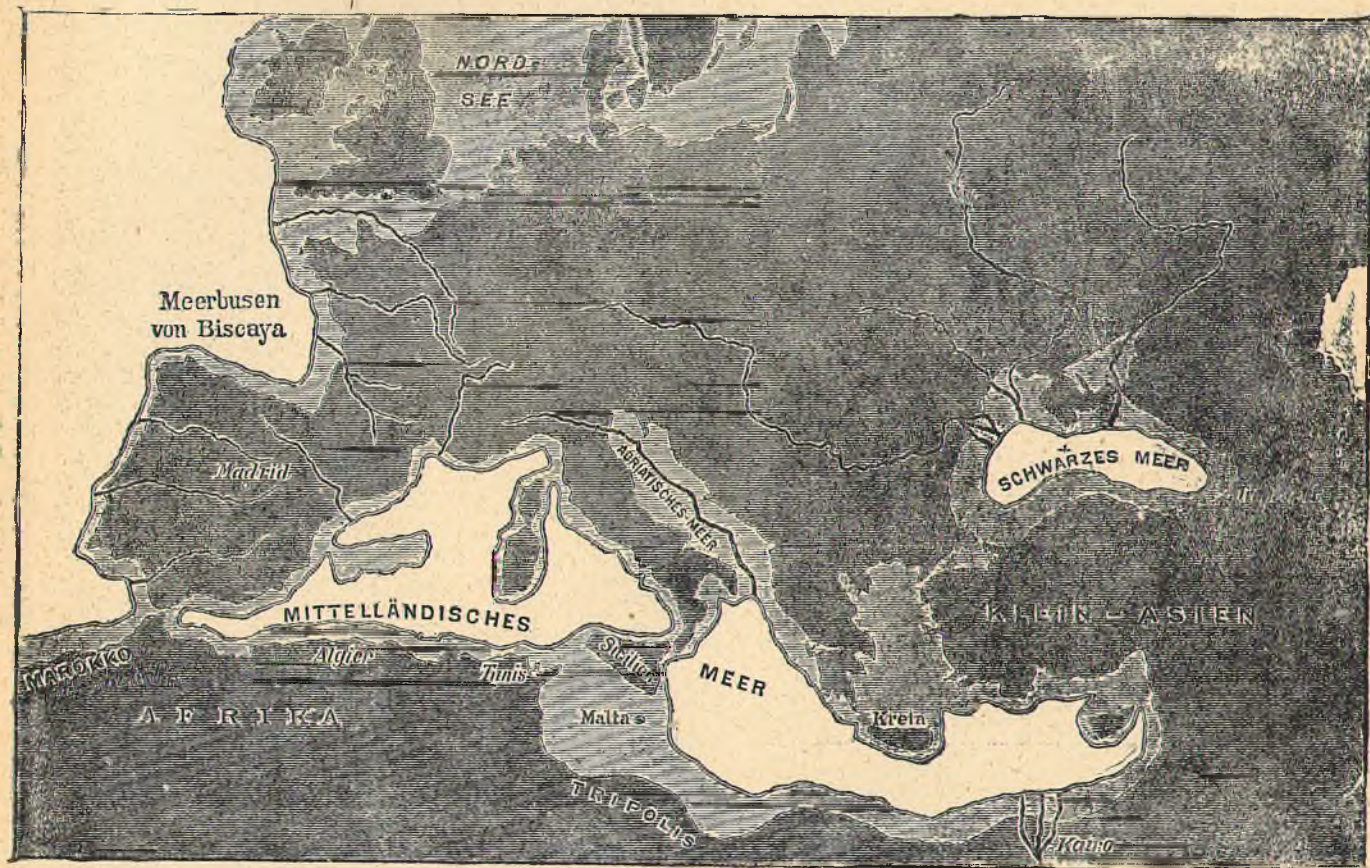 NORD-
SEE
Meerbusen
von Biscaya
Madrid
ADRIATISCHES MEER
SCHWARZES MEER
MITTELLÄNDISCHES
MEER
KLEIN-ASIEN
MAROKKO
Algier
Tunis
Sicilien
AFRIKA
Malta
Kreta
TRIPOLIS
Kairo